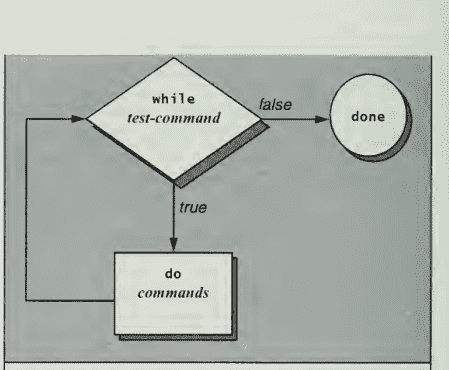 while
test-command
false
done
true
do
commands